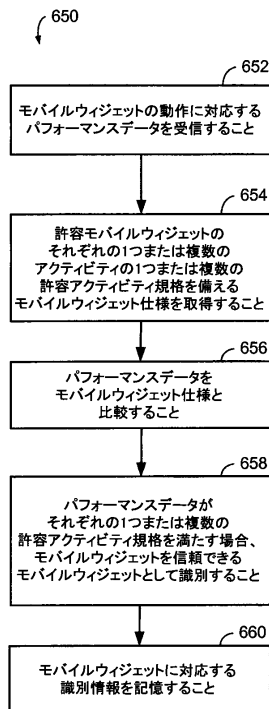 650
652
モバイルウィジェットの動作に対応する
パフォーマンスデータを受信すること
654
許容モバイルウィジェットの
それぞれの1つまたは複数の
アクティビティの1つまたは複数の
許容アクティビティ規格を備える
モバイルウィジェット仕様を取得すること
656
パフォーマンスデータを
モバイルウィジェット仕様と
比較すること
658
パフォーマンスデータが
それぞれの1つまたは複数の
許容アクティビティ規格を満たす場合、
モバイルウィジェットを信頼できる
モバイルウィジェットとして識別すること
660
モバイルウィジェットに対応する
識別情報を記憶すること